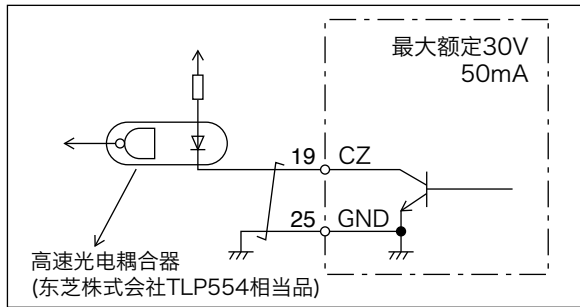 最大额定30V
50mA
19 CZ
25 GND
高速光电耦合器
(东芝株式会社TLP554相当品)